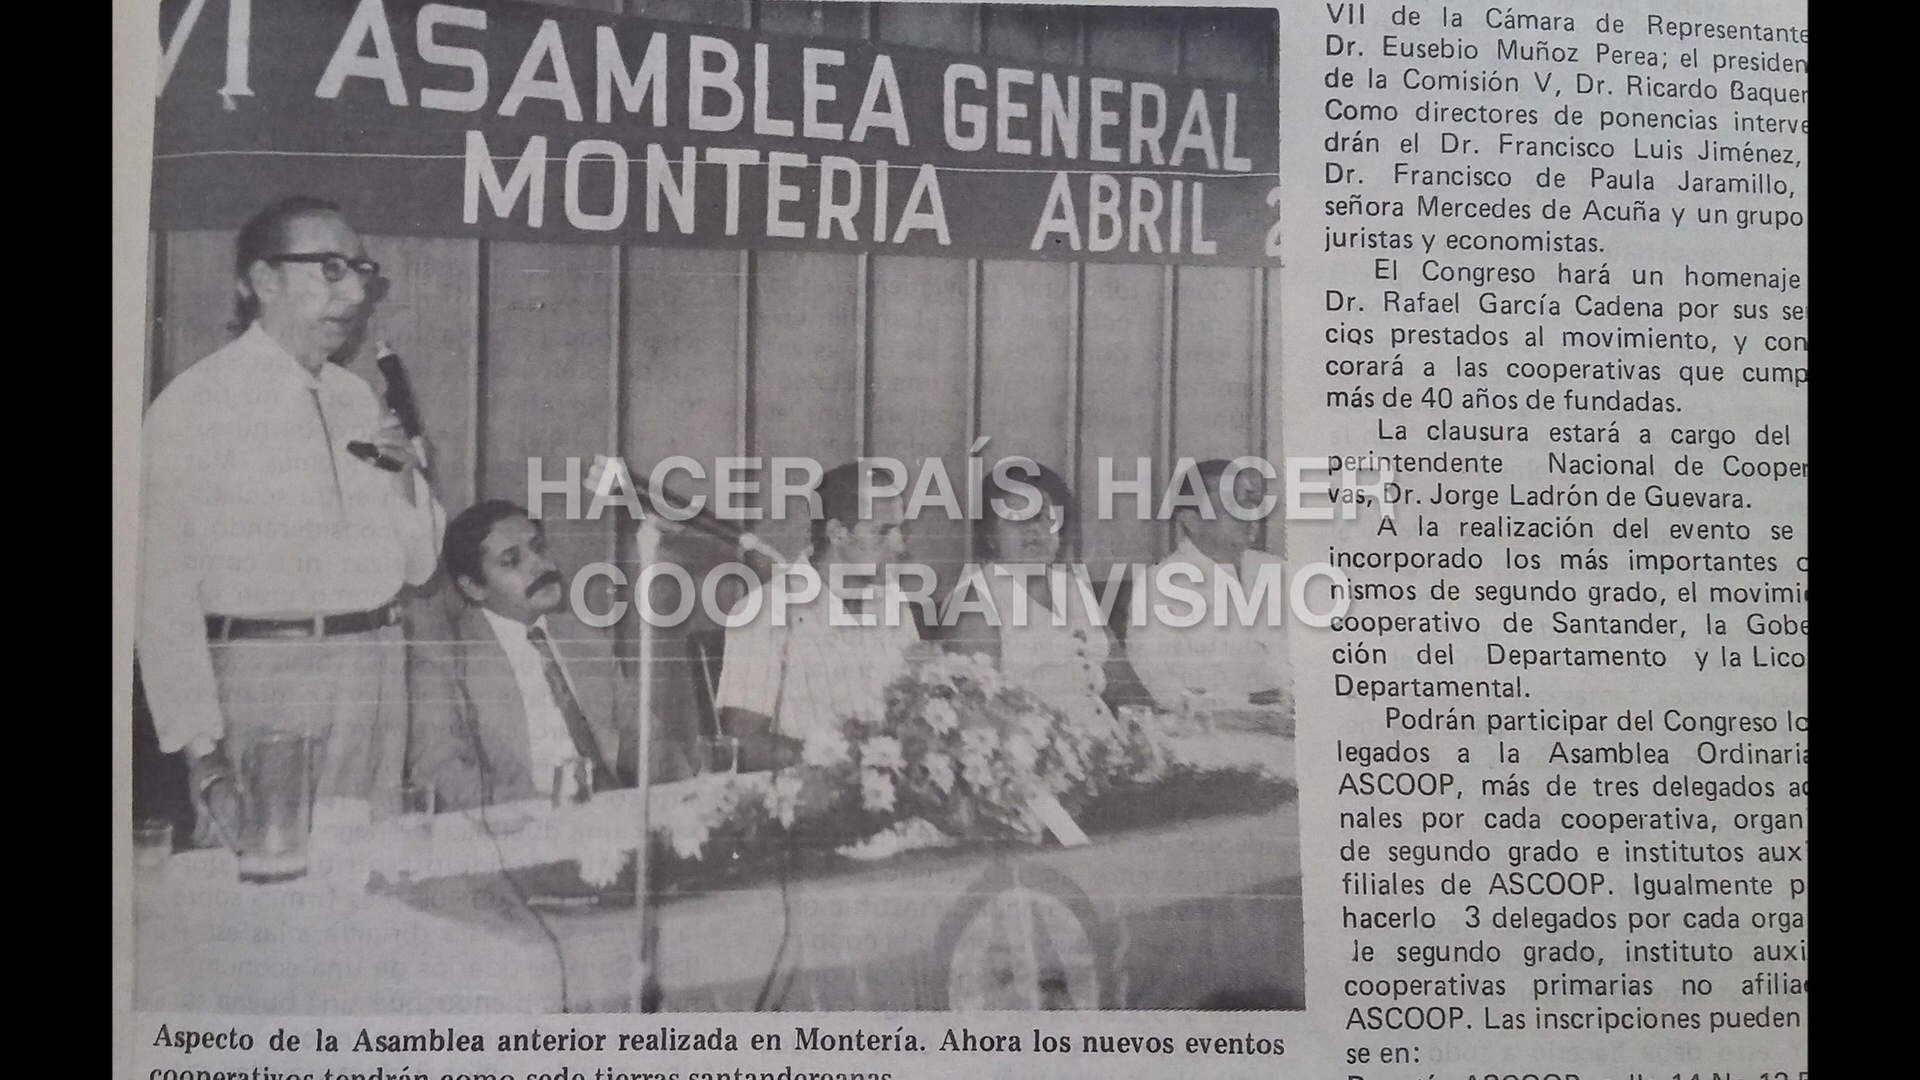 VI ASAMBLEA GENERAL
MONTERIA ABRIL 2
HACER PAÍS, HACER
COOPERATIVISMO
Aspecto de la Asamblea anterior realizada en Montería. Ahora los nuevos eventos
cooperativos tendrán como sede tierras santandereanas.
VII de la Cámara de Representante
Dr. Eusebio Muñoz Perea; el presiden
de la Comisión V, Dr. Ricardo Baquer
Como directores de ponencias interve
drán el Dr. Francisco Luis Jiménez,
Dr. Francisco de Paula Jaramillo,
señora Mercedes de Acuña y un grupo
juristas y economistas.
El Congreso hará un homenaje
Dr. Rafael García Cadena por sus se
cios prestados al movimiento, y con
corará a las cooperativas que cump
más de 40 años de fundadas.
La clausura estará a cargo del
perintendente Nacional de Cooper
vas, Dr. Jorge Ladrón de Guevara.
A la realización del evento se
incorporado los más importantes o
nismos de segundo grado, el movimi
cooperativo de Santander, la Gobe
ción del Departamento y la Lico
Departamental.
Podrán participar del Congreso lo
legados a la Asamblea Ordinaria
ASCOOP, más de tres delegados ad
nales por cada cooperativa, organ
de segundo grado e institutos aux
filiales de ASCOOP. Igualmente p
hacerlo 3 delegados por cada orga
le segundo grado, instituto auxi
cooperativas primarias no afilia
ASCOOP. Las inscripciones pueden
se en: